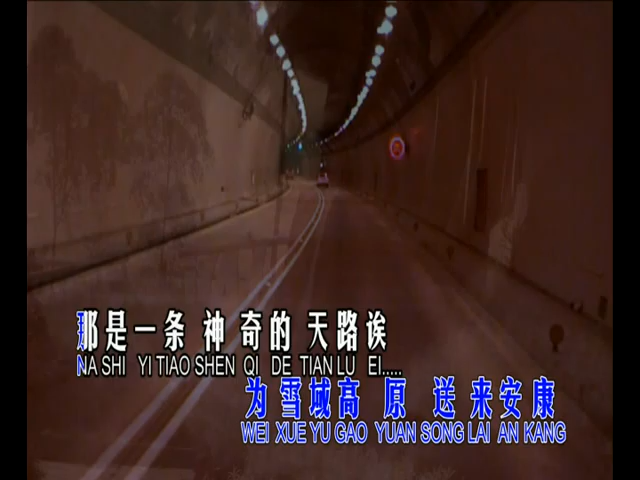 那是一条 神 奇的 天路诶
NA SHI YI TIAO SHEN QI DE TIAN LU EI.....
为 雪域高 原 送 来安康
WEI XUE YU GAO YUAN SONG LAI AN KANG